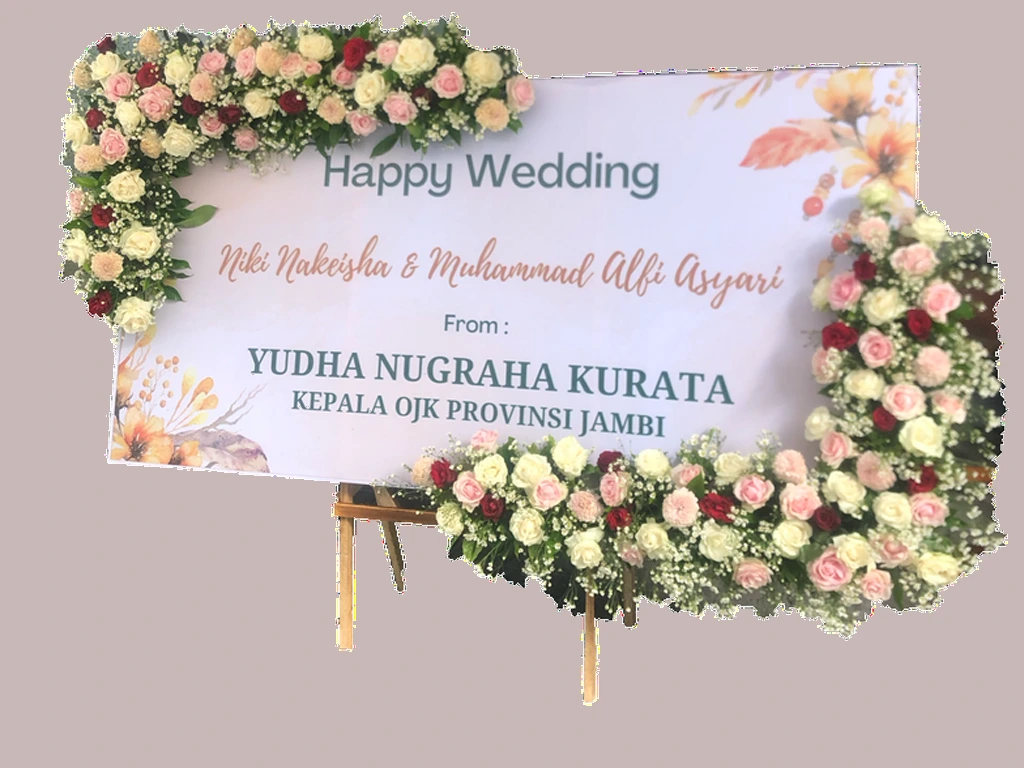 Happy Wedding
Niki Nakeisha & Muhammad Alfi Asyari
From :
YUDHA NUGRAHA KURATA
KEPALA OJK PROVINSI JAMBI